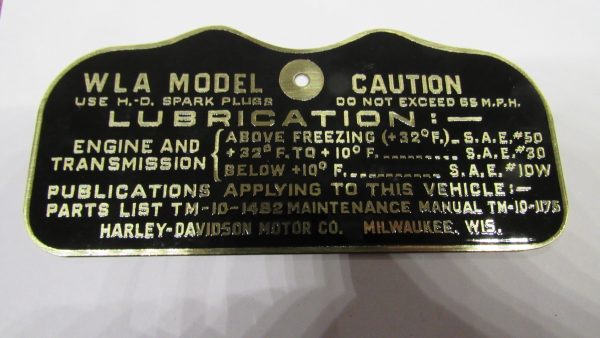 WLA MODEL CAUTION
USE H.-D. SPARK PLUGS DO NOT EXCEED 65 M.P.H.
LUBRICATION:—
ENGINE AND TRANSMISSION { ABOVE FREEZING (+32° F.)_ S.A.E. #50
+32° F. TO +10° F. ........... S.A.E. #30
BELOW +10° F. ........... S.A.E. #10W
PUBLICATIONS APPLYING TO THIS VEHICLE:—
PARTS LIST TM-10-1482 MAINTENANCE MANUAL TM-10-1175
HARLEY-DAVIDSON MOTOR CO. MILWAUKEE, WIS.